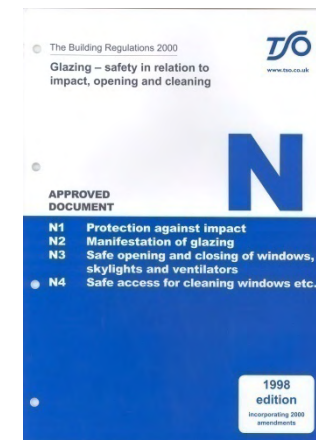 The Building Regulations 2000
TSO
www.tso.co.uk
Glazing – safety in relation to
impact, opening and cleaning
N
APPROVED
DOCUMENT
N1 Protection against impact
N2 Manifestation of glazing
N3 Safe opening and closing of windows,
skylights and ventilators
N4 Safe access for cleaning windows etc.
1998
edition
incorporating 2000
amendments